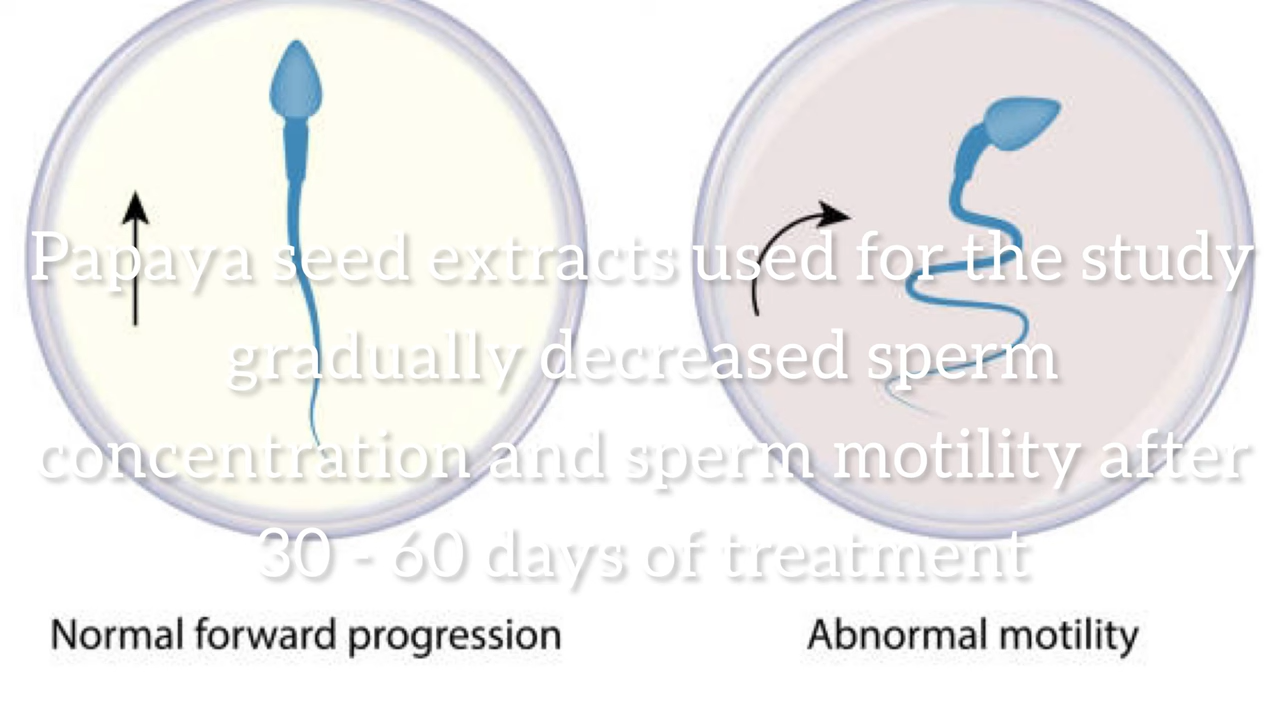 Papaya seed extracts used for the study
gradually decreased sperm
concentration and sperm motility after
30 - 60 days of treatment
Normal forward progression
Abnormal motility